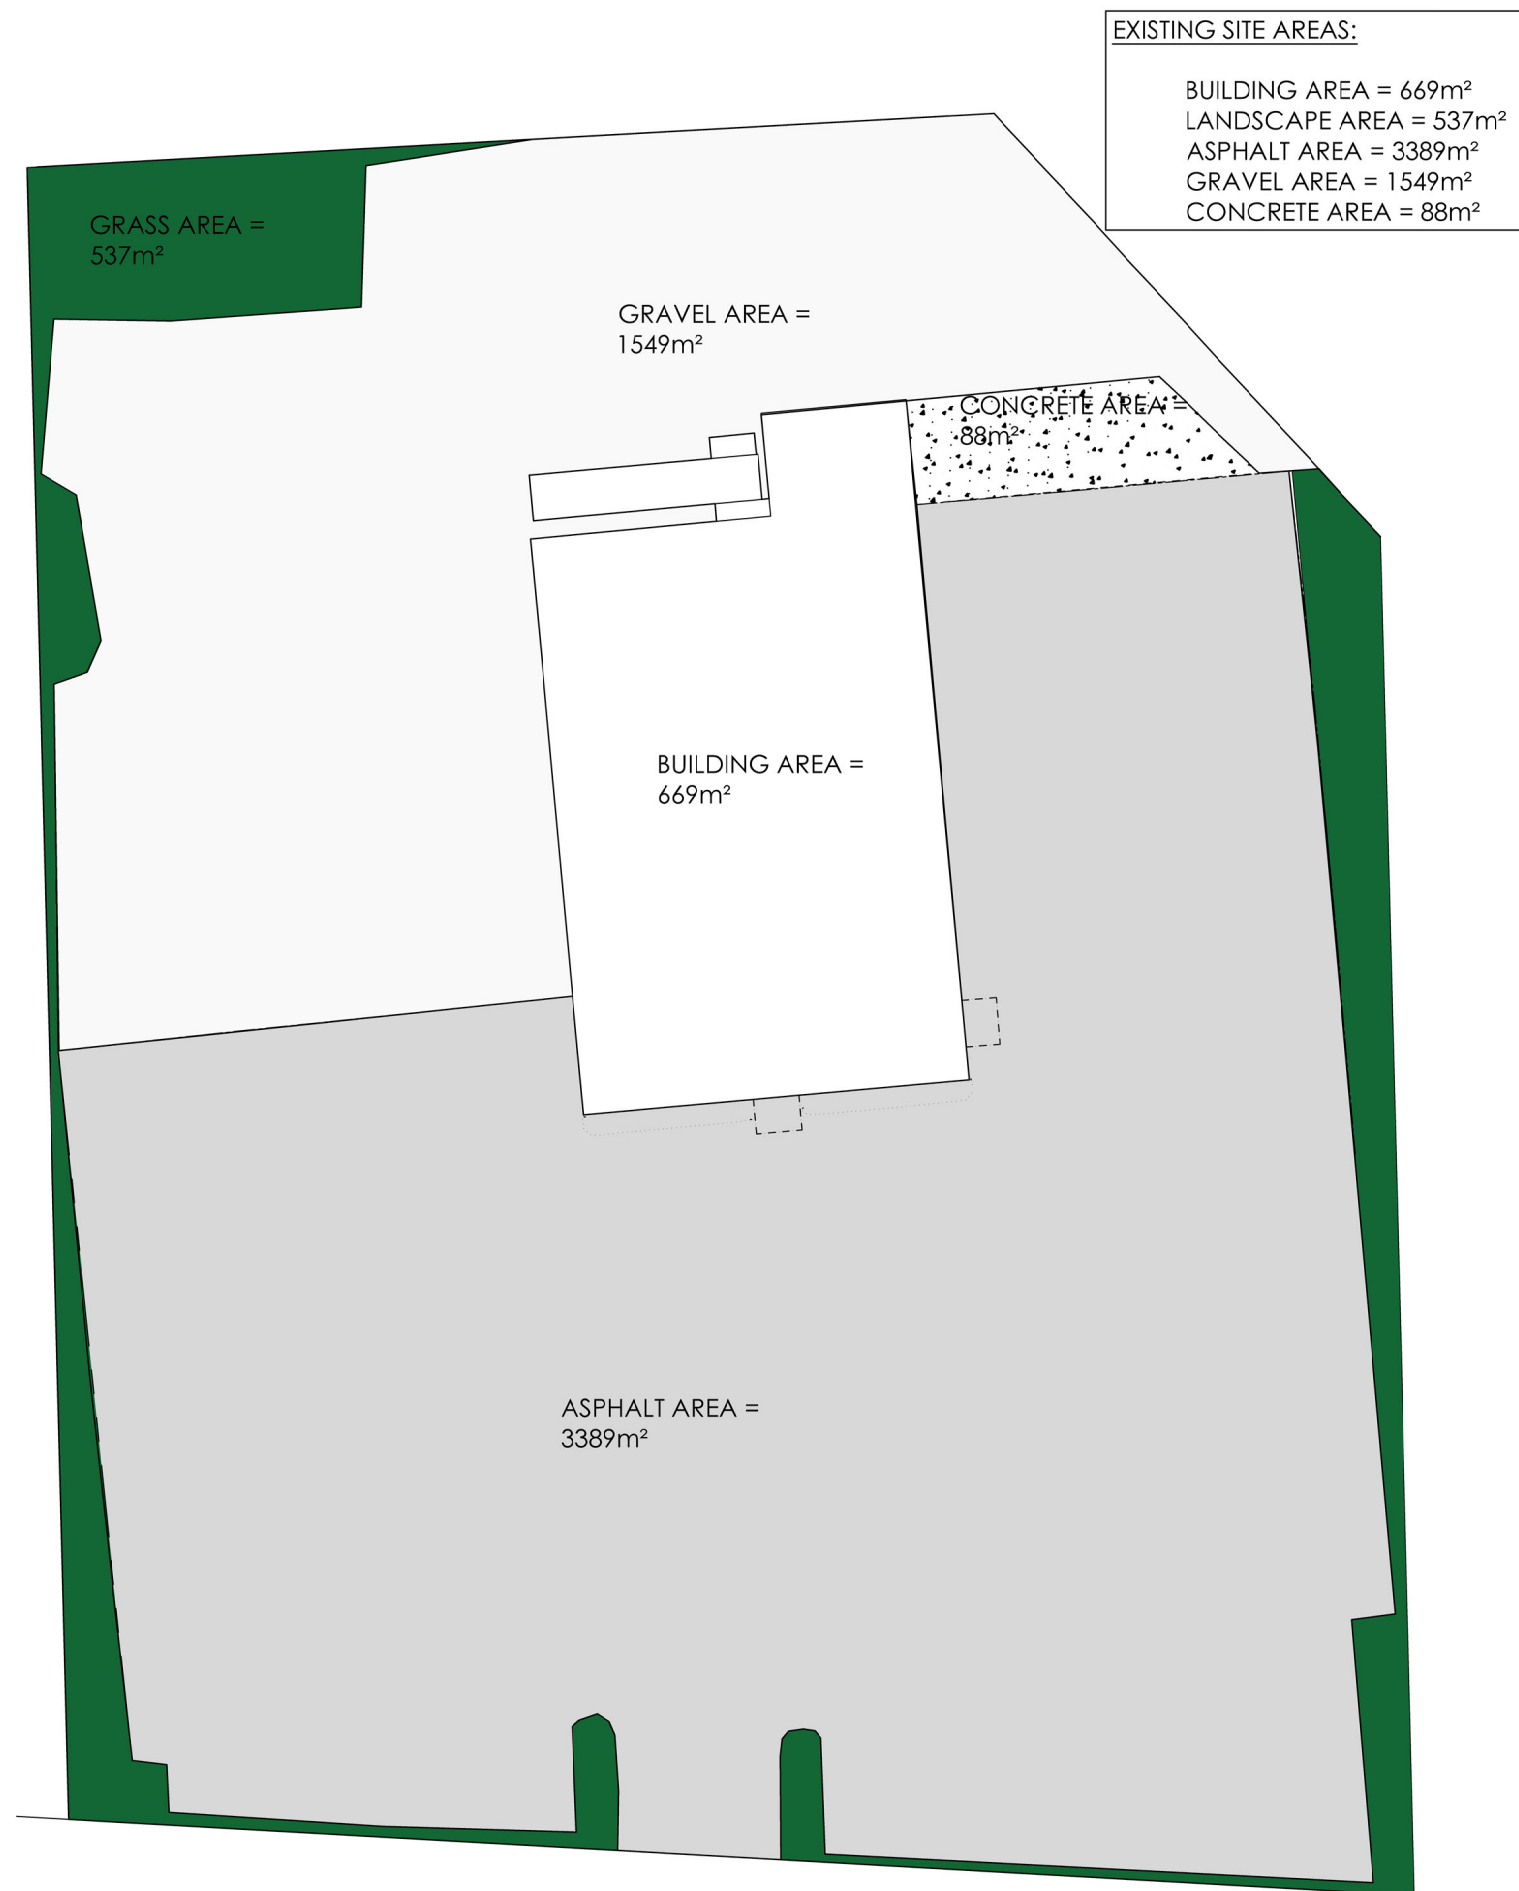 EXISTING SITE AREAS:
BUILDING AREA = 669m²
LANDSCAPE AREA = 537m²
ASPHALT AREA = 3389m²
GRAVEL AREA = 1549m²
CONCRETE AREA = 88m²
GRASS AREA =
537m²
GRAVEL AREA =
1549m²
CONCRETE AREA =
88m²
BUILDING AREA =
669m²
ASPHALT AREA =
3389m²